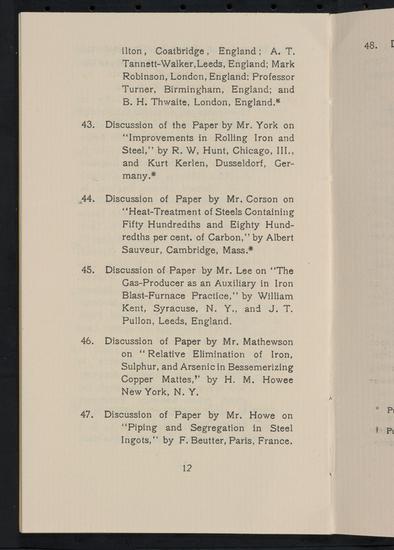 ilton, Coatbridge, England; A. T.
Tannett-Walker, Leeds, England; Mark
Robinson, London, England; Professor
Turner, Birmingham, England; and
B. H. Thwaite, London, England.*
43. Discussion of the Paper by Mr. York on
"Improvements in Rolling Iron and
Steel," by R. W. Hunt, Chicago, Ill.,
and Kurt Kerlen, Dusseldorf, Ger-
many.*
44. Discussion of Paper by Mr. Corson on
"Heat-Treatment of Steels Containing
Fifty Hundredths and Eighty Hund-
redths per cent. of Carbon," by Albert
Sauveur, Cambridge, Mass.*
45. Discussion of Paper by Mr. Lee on "The
Gas-Producer as an Auxiliary in Iron
Blast-Furnace Practice," by William
Kent, Syracuse, N. Y., and J. T.
Pullon, Leeds, England.
46. Discussion of Paper by Mr. Mathewson
on "Relative Elimination of Iron,
Sulphur, and Arsenic in Bessemerizing
Copper Mattes," by H. M. Howee
New York, N. Y.
47. Discussion of Paper by Mr. Howe on
"Piping and Segregation in Steel
Ingots," by F. Beutter, Paris, France.
12
48.